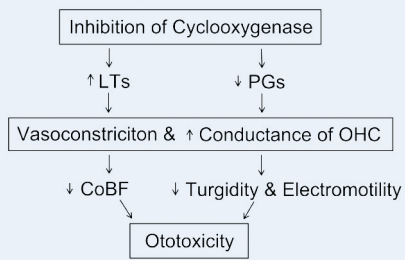 Inhibition of Cyclooxygenase
↑ LTs ↓ PGs
Vasoconstriciton & ↑ Conductance of OHC
↓ CoBF ↓ Turgidity & Electromotility
Ototoxicity